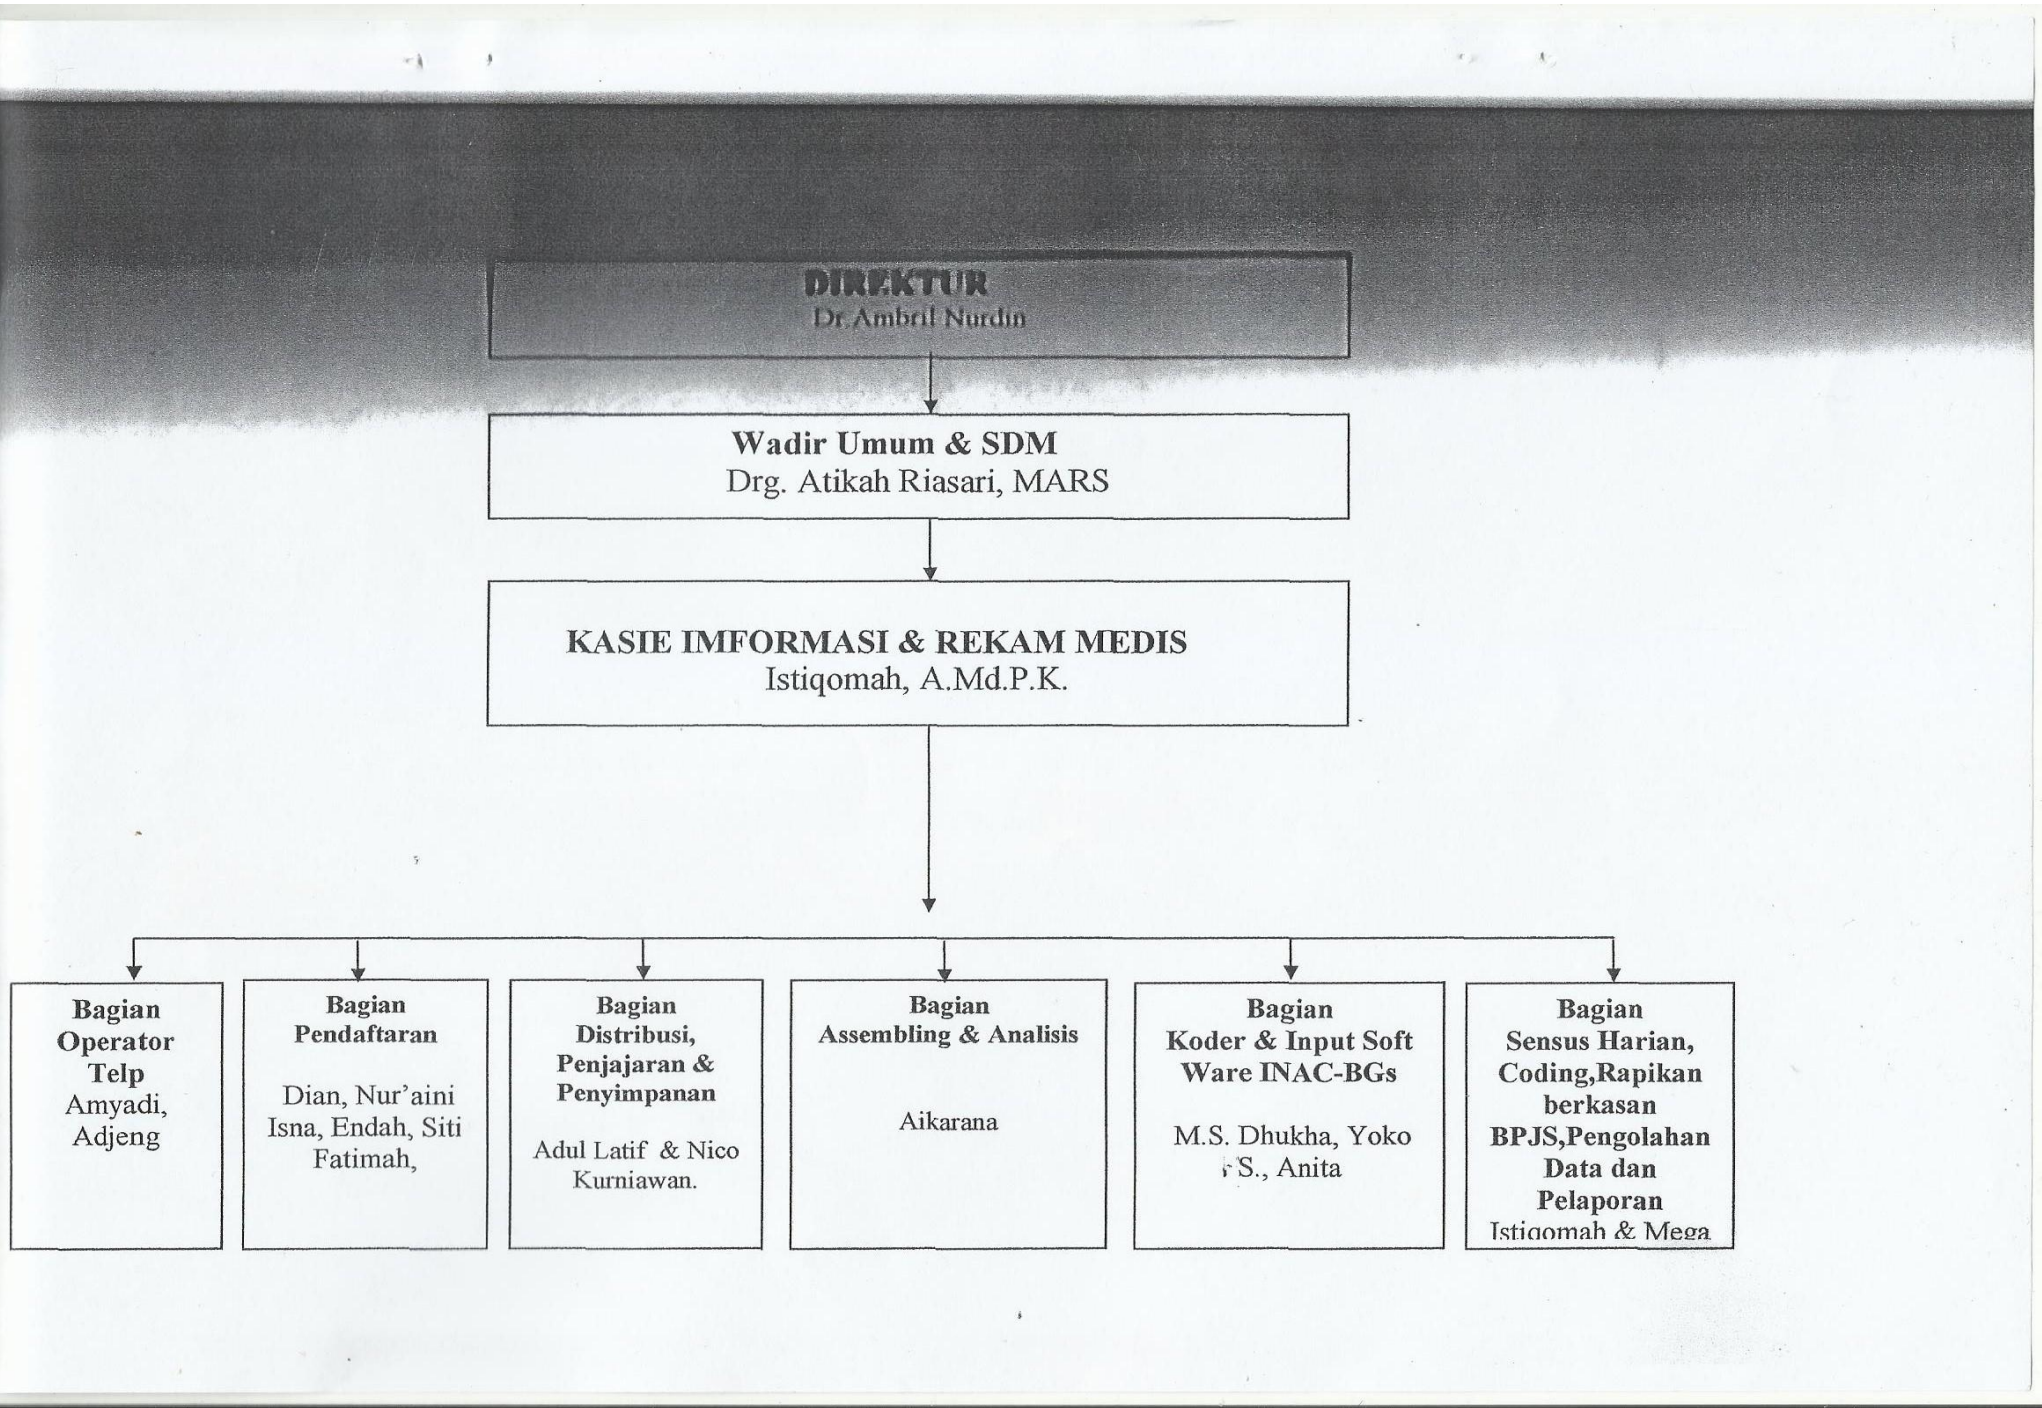 DIREKTUR
Dr.Ambril Nurdin
Wadir Umum & SDM
Drg. Atikah Riasari, MARS
KASIE IMFORMASI & REKAM MEDIS
Istiqomah, A.Md.P.K.
Bagian
Operator
Telp
Amyadi,
Adjeng
Bagian
Pendaftaran
Dian, Nur’aini
Isna, Endah, Siti
Fatimah,
Bagian
Distribusi,
Penjajaran &
Penyimpanan
Adul Latif & Nico
Kurniawan.
Bagian
Assembling & Analisis
Aikarana
Bagian
Koder & Input Soft
Ware INAC-BGs
M.S. Dhukha, Yoko
S., Anita
Bagian
Sensus Harian,
Coding,Rapikan
berkasan
BPJS,Pengolahan
Data dan
Pelaporan
Istiqomah & Mega